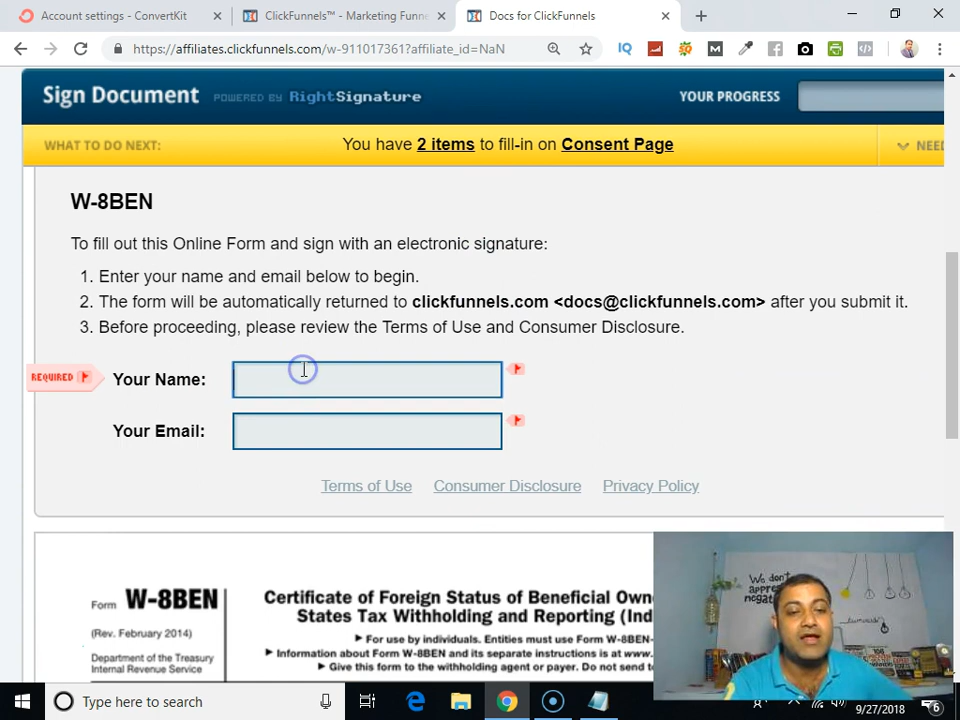 Account settings - ConvertKit
ClickFunnels™ - Marketing Funne
Docs for ClickFunnels
https://affiliates.clickfunnels.com/w-911017361?affiliate_id=NaN
Sign Document POWERED BY RightSignature
YOUR PROGRESS
WHAT TO DO NEXT:
You have 2 items to fill-in on Consent Page
NEED
W-8BEN
To fill out this Online Form and sign with an electronic signature:
1. Enter your name and email below to begin.
2. The form will be automatically returned to clickfunnels.com <docs@clickfunnels.com> after you submit it.
3. Before proceeding, please review the Terms of Use and Consumer Disclosure.
REQUIRED
Your Name:
Your Email:
Terms of Use
Consumer Disclosure
Privacy Policy
Form W-8BEN
(Rev. February 2014)
Department of the Treasury
Internal Revenue Service
Certificate of Foreign Status of Beneficial Owne
States Tax Withholding and Reporting (Ind
► For use by individuals. Entities must use Form W-8BEN-
► Information about Form W-8BEN and its separate instructions is at www.
► Give this form to the withholding agent or payer. Do not send to
We don't
appre
negat
Type here to search
9/27/2018
6